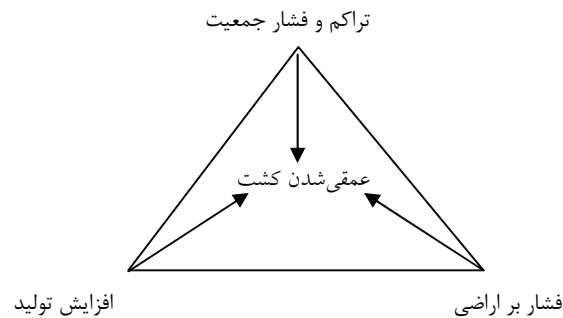 تراکم و فشار جمعیت
عمقی‌شدن کشت
فشار بر اراضی
افزایش تولید